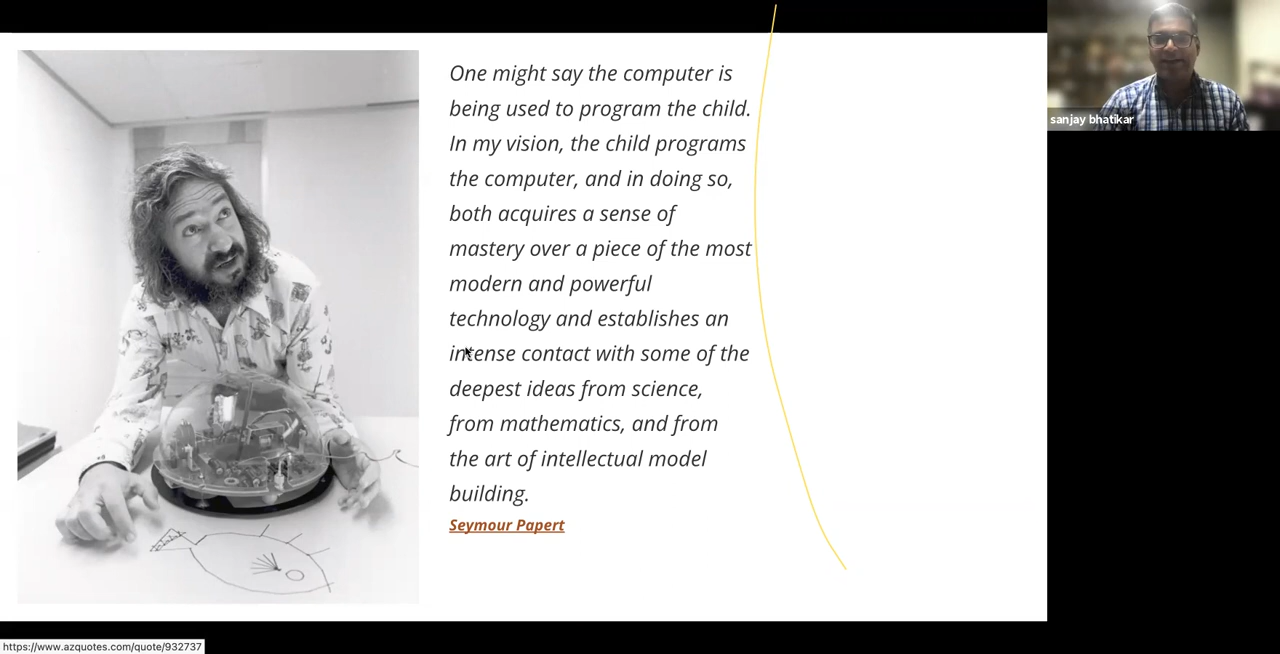 One might say the computer is
being used to program the child.
In my vision, the child programs
the computer, and in doing so,
both acquires a sense of
mastery over a piece of the most
modern and powerful
technology and establishes an
intense contact with some of the
deepest ideas from science,
from mathematics, and from
the art of intellectual model
building.
Seymour Papert
sanjay bhatikar
https://www.azquotes.com/quote/932737